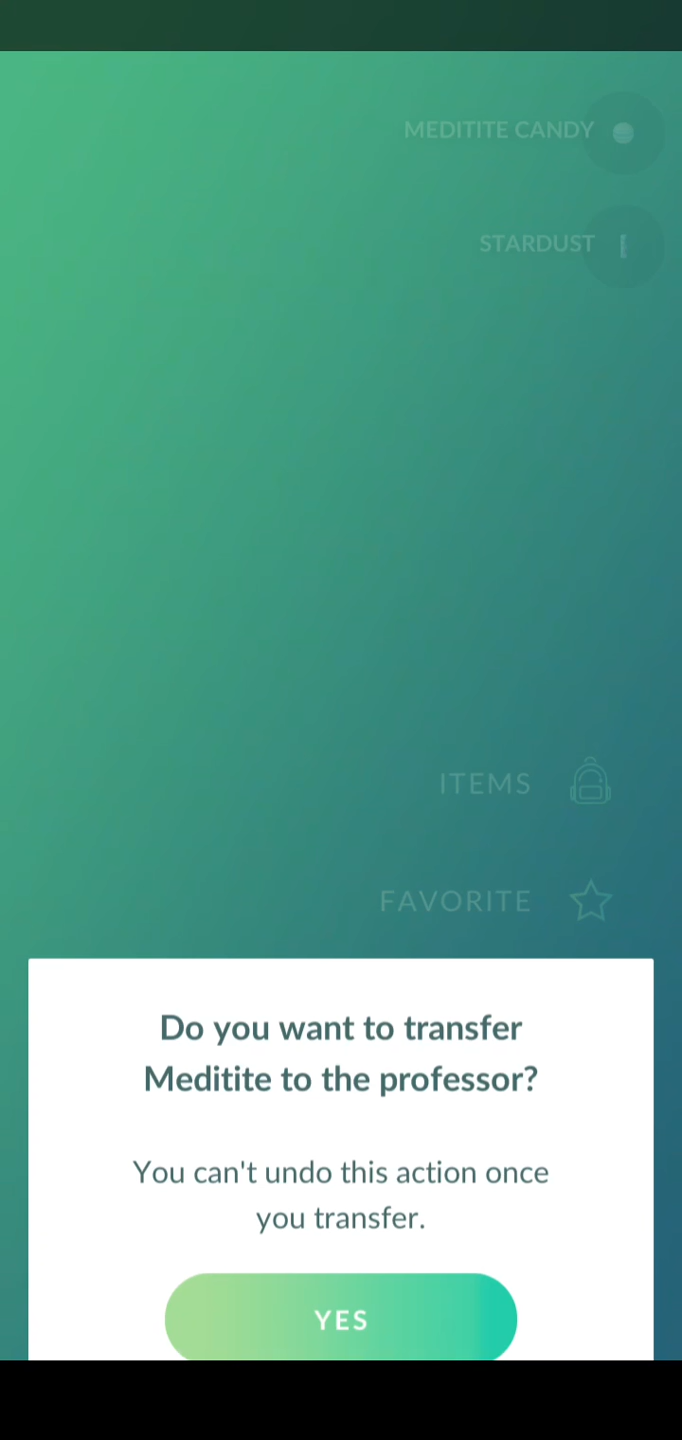 MEDITITE CANDY
STARDUST
ITEMS
FAVORITE
Do you want to transfer
Meditite to the professor?
You can't undo this action once
you transfer.
YES